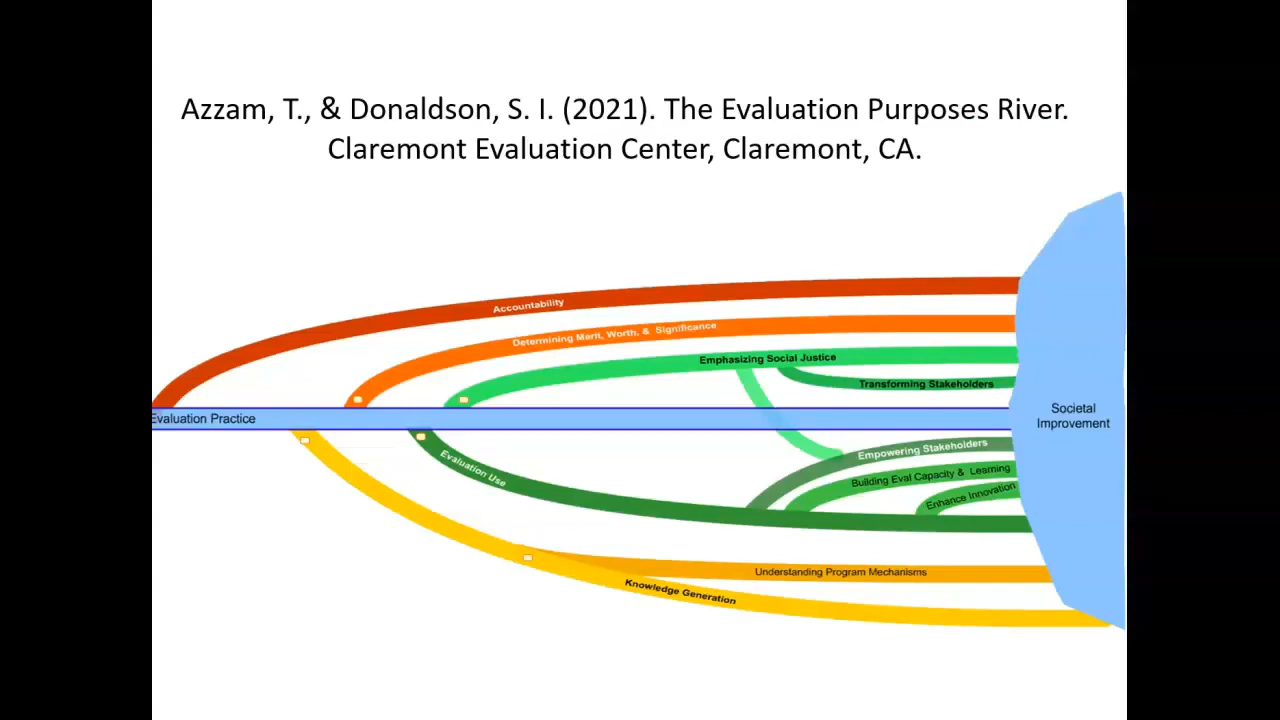 Azzam, T., & Donaldson, S. I. (2021). The Evaluation Purposes River.
Claremont Evaluation Center, Claremont, CA.
Accountability
Determining Merit, Worth, & Significance
Emphasizing Social Justice
Transforming Stakeholders
Evaluation Practice
Societal
Improvement
Empowering Stakeholders
Evaluation Use
Building Eval Capacity & Learning
Enhance Innovation
Understanding Program Mechanisms
Knowledge Generation